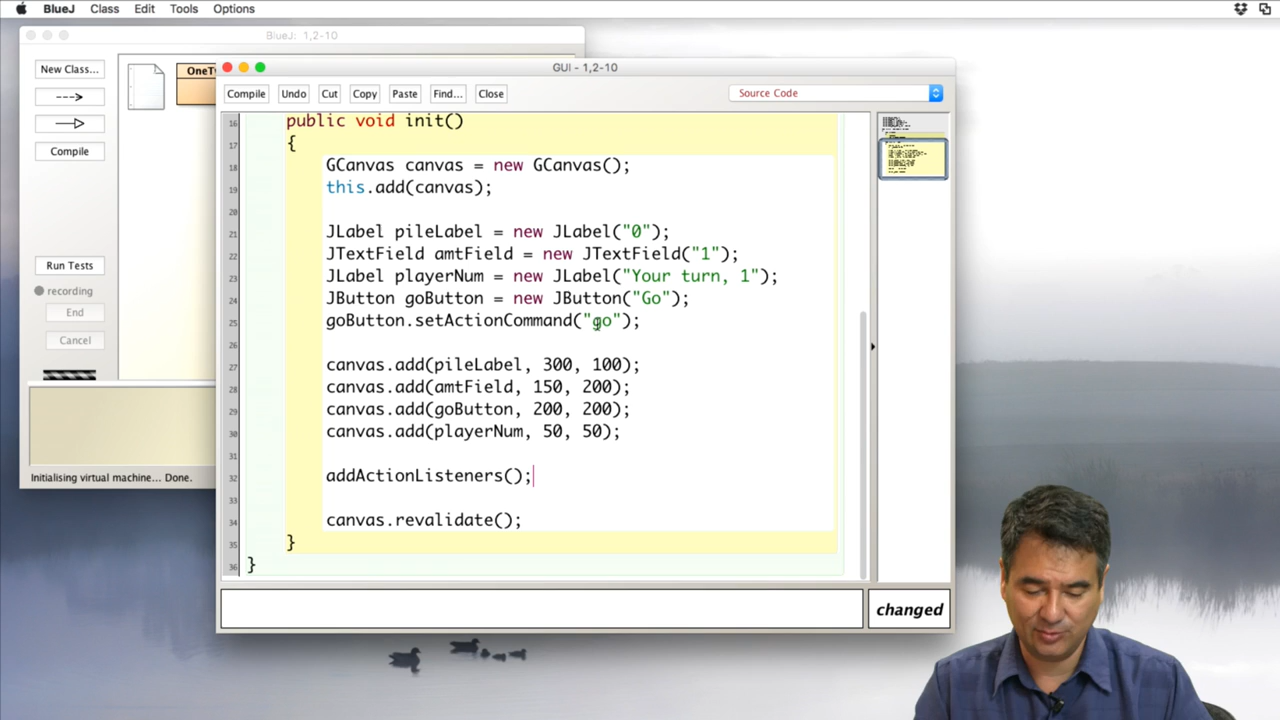 BlueJ Class Edit Tools Options
BlueJ: 1,2-10
New Class...
--->
Compile
Run Tests
recording
End
Cancel
Initialising virtual machine... Done.
OneT
GUI - 1,2-10
Compile Undo Cut Copy Paste Find... Close Source Code
16 public void init()
17 {
18 GCanvas canvas = new GCanvas();
19 this.add(canvas);
20
21 JLabel pileLabel = new JLabel("0");
22 JTextField amtField = new JTextField("1");
23 JLabel playerNum = new JLabel("Your turn, 1");
24 JButton goButton = new JButton("Go");
25 goButton.setActionCommand("go");
26
27 canvas.add(pileLabel, 300, 100);
28 canvas.add(amtField, 150, 200);
29 canvas.add(goButton, 200, 200);
30 canvas.add(playerNum, 50, 50);
31
32 addActionListeners();
33
34 canvas.revalidate();
35 }
36 }
changed